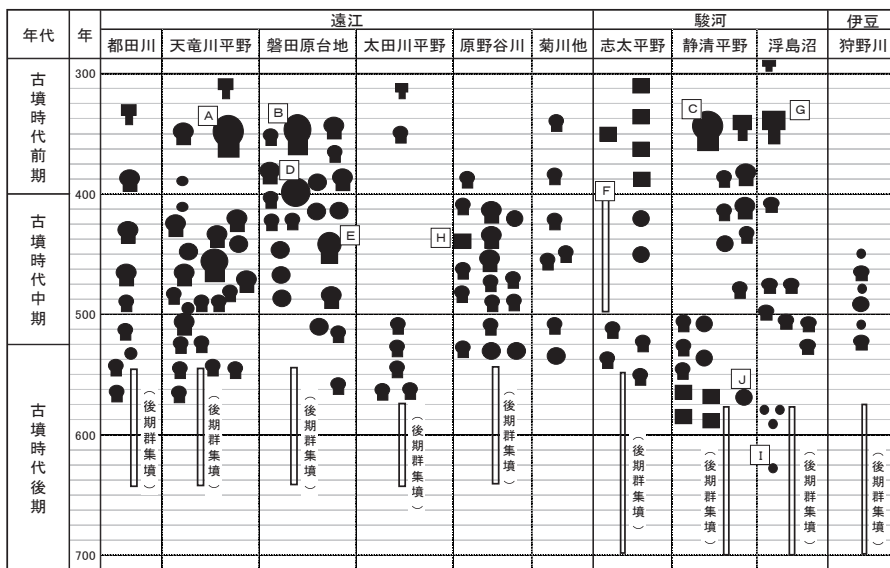 年代
年
遠江
駿河
伊豆
都田川
天竜川平野
磐田原台地
太田川平野
原野谷川
菊川他
志太平野
静清平野
浮島沼
狩野川
古墳時代前期
古墳時代中期
古墳時代後期
300
400
500
600
700
A
B
C
G
D
F
E
H
J
I
（後期群集墳）
（後期群集墳）
（後期群集墳）
（後期群集墳）
（後期群集墳）
（後期群集墳）
（後期群集墳）
（後期群集墳）
（後期群集墳）